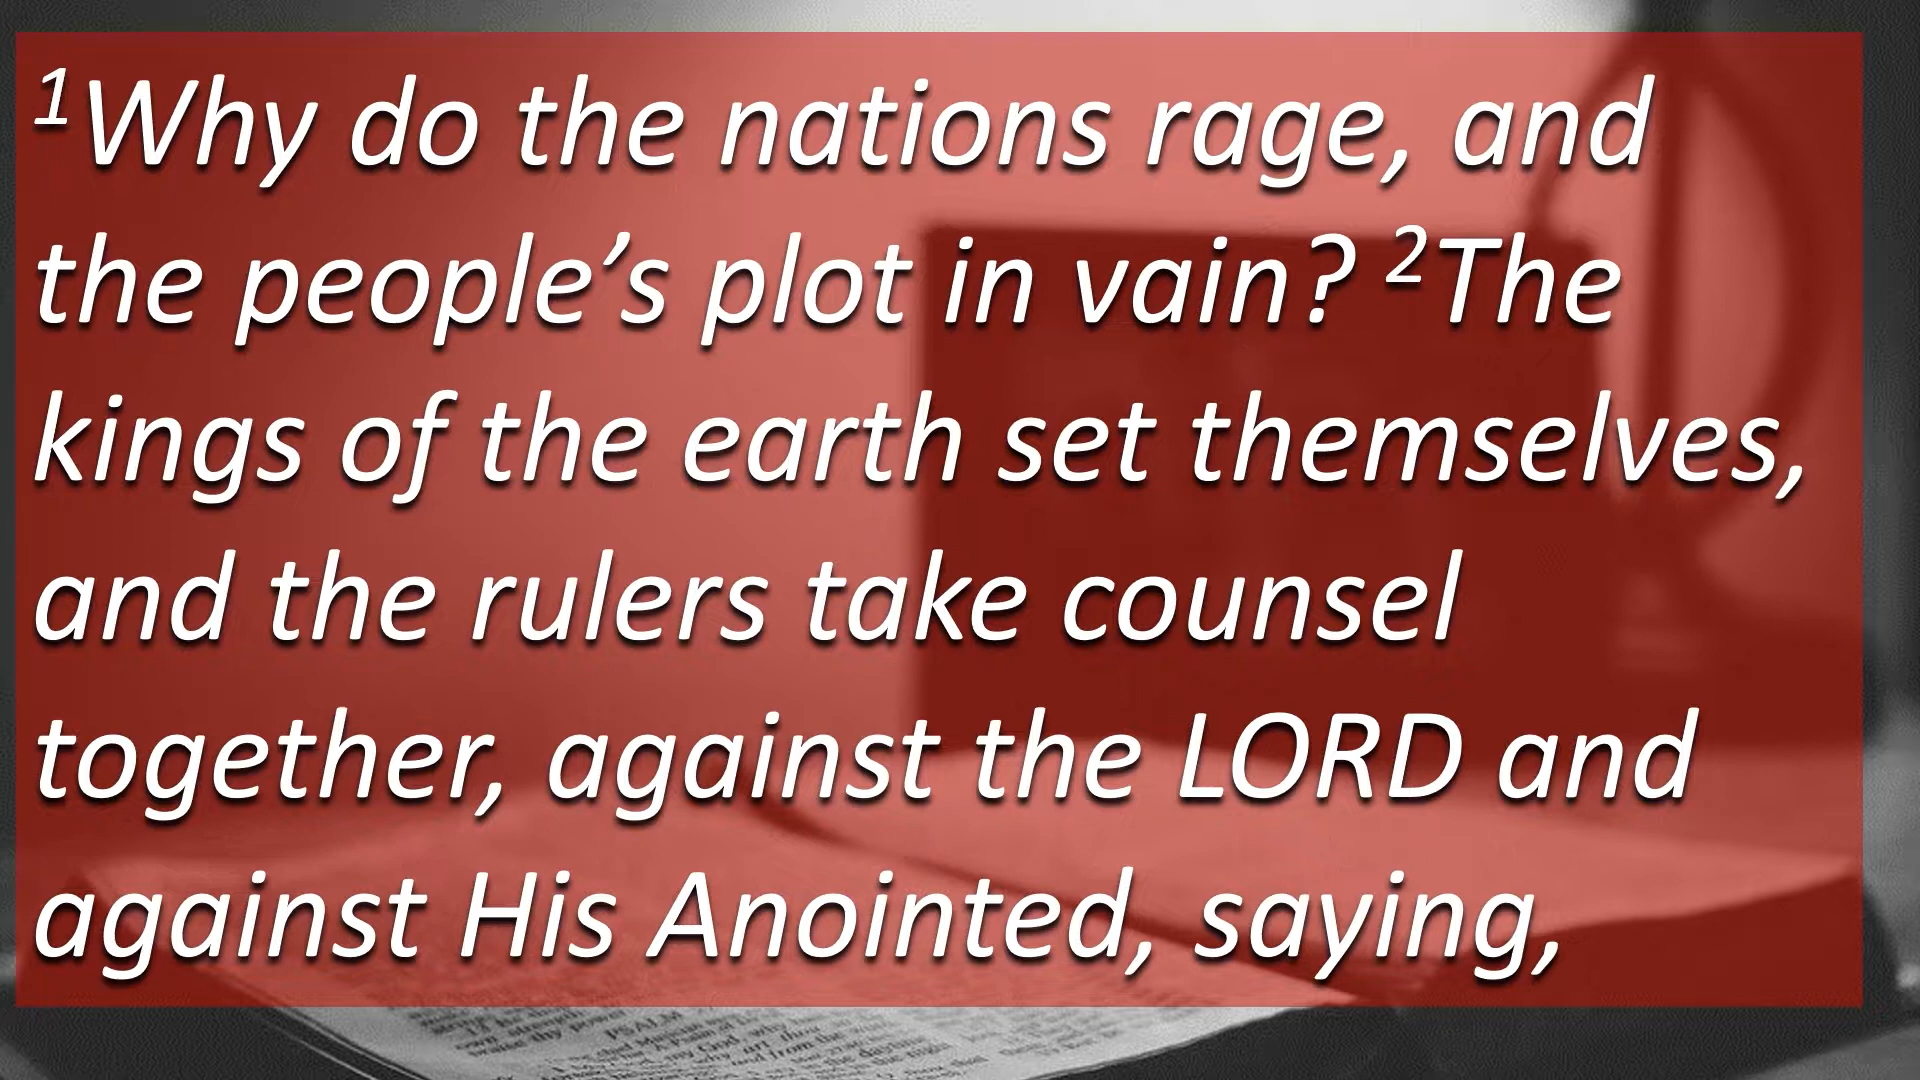 ¹Why do the nations rage, and
the people’s plot in vain? ²The
kings of the earth set themselves,
and the rulers take counsel
together, against the LORD and
against His Anointed, saying,
PSALM